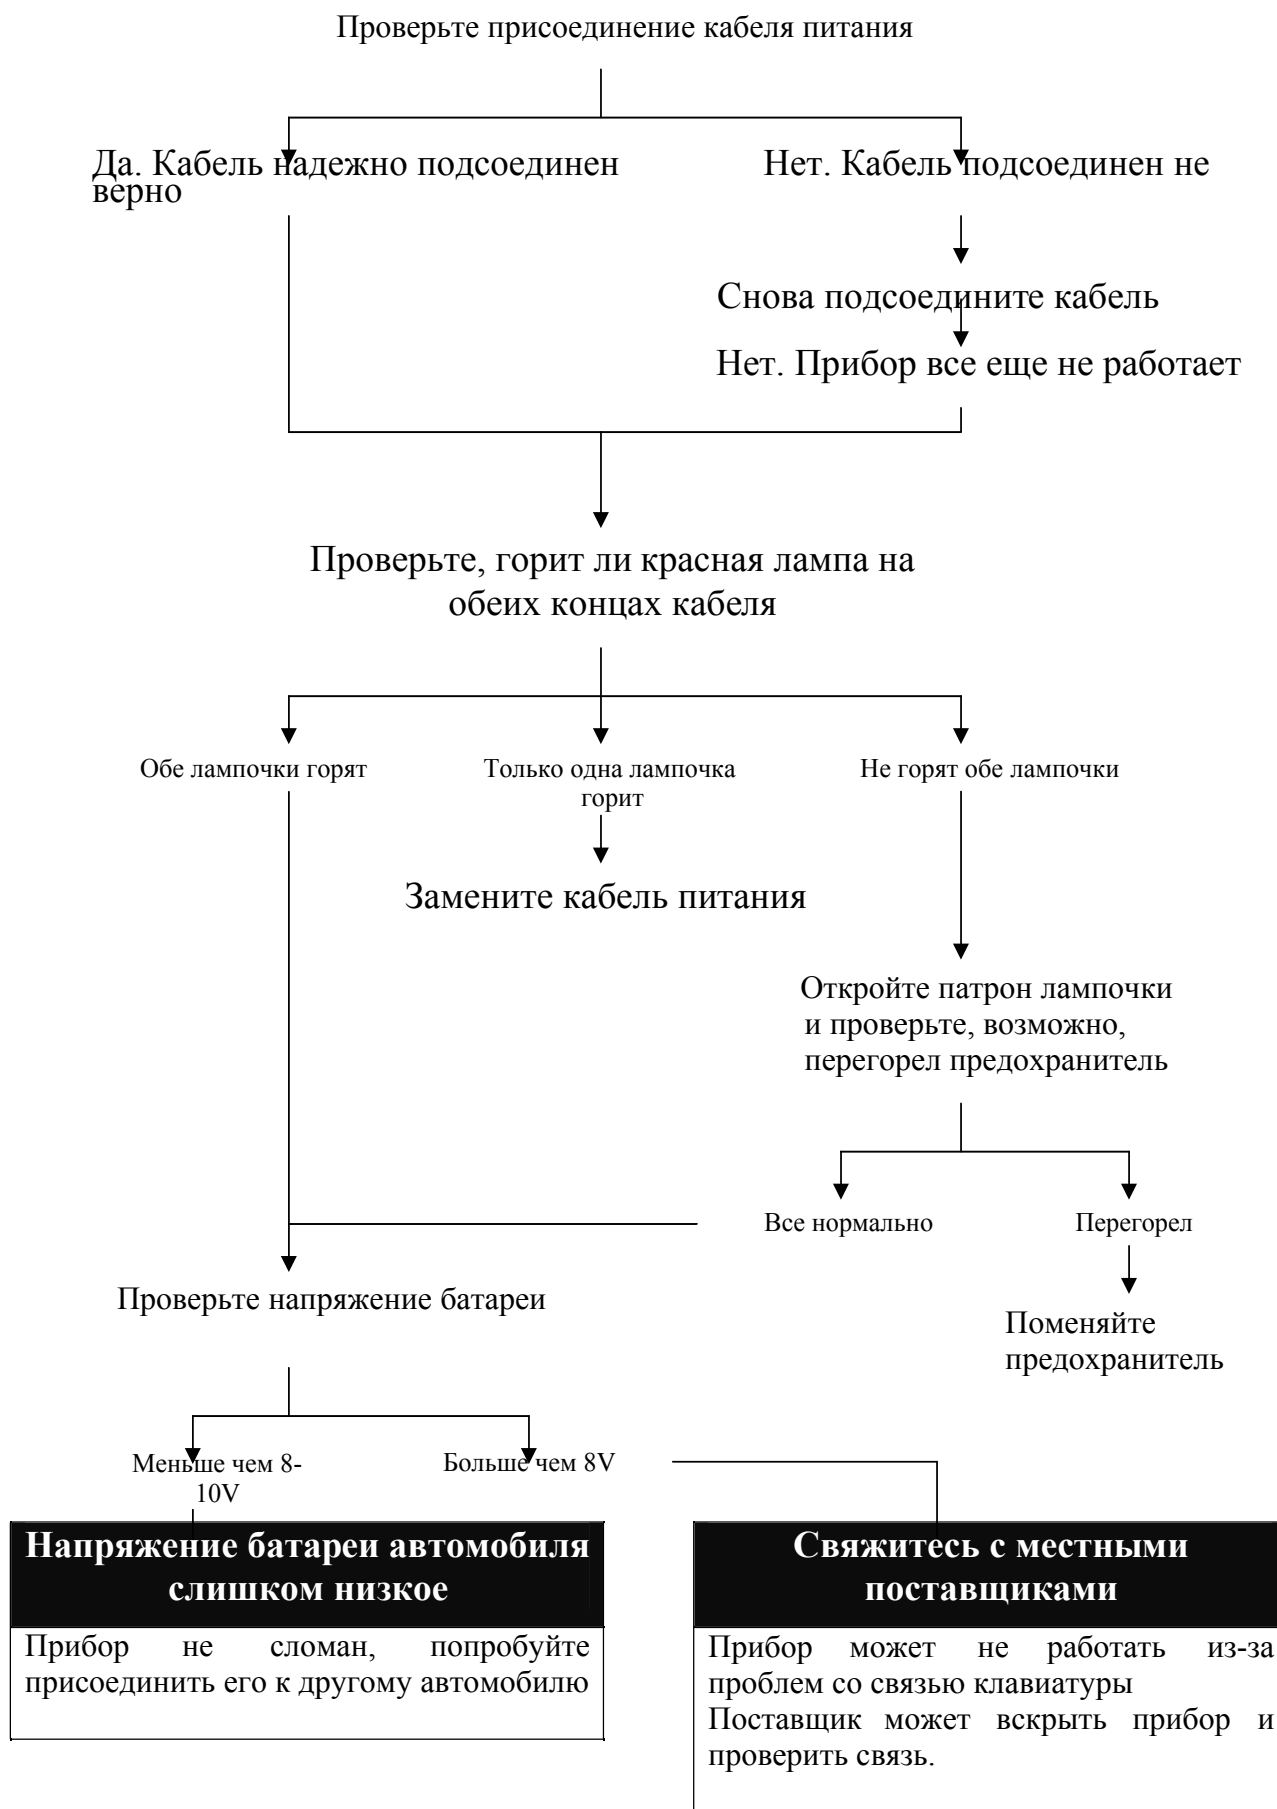 Проверьте присоединение кабеля питания
Да. Кабель надежно подсоединен
верно
Нет. Кабель подсоединен не
Снова подсоедините кабель
Нет. Прибор все еще не работает
Проверьте, горит ли красная лампа на
обеих концах кабеля
Обе лампочки горят
Только одна лампочка
горит
Не горят обе лампочки
Замените кабель питания
Откройте патрон лампочки
и проверьте, возможно,
перегорел предохранитель
Все нормально
Перегорел
Проверьте напряжение батареи
Поменяйте
предохранитель
Меньше чем 8-
10V
Больше чем 8V
Напряжение батареи автомобиля
слишком низкое
Прибор не сломан, попробуйте
присоединить его к другому автомобилю
Свяжитесь с местными
поставщиками
Прибор может не работать из-за
проблем со связью клавиатуры
Поставщик может вскрыть прибор и
проверить связь.